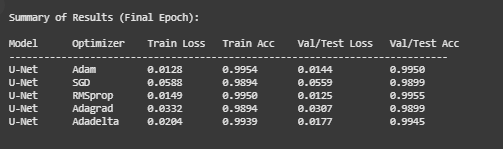 Summary of Results (Final Epoch):
Model Optimizer Train Loss Train Acc Val/Test Loss Val/Test Acc
--------------------------------------------------------------------------------
U-Net Adam 0.0128 0.9954 0.0144 0.9950
U-Net SGD 0.0588 0.9894 0.0559 0.9899
U-Net RMSprop 0.0149 0.9950 0.0125 0.9955
U-Net Adagrad 0.0332 0.9894 0.0307 0.9899
U-Net Adadelta 0.0204 0.9939 0.0177 0.9945